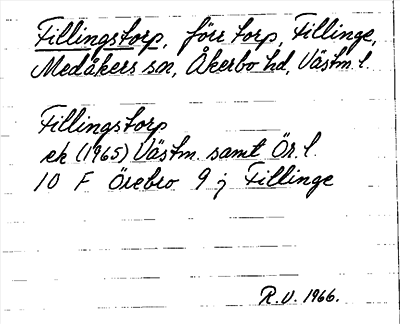 Fillingstorp, förr torp, Fillinge,
Medåkers sn, Åkerbo hd, Västm. l.
Fillingstorp
ek (1965) Västm. samt Ör. l.
10 F Örebro 9 j Fillinge
R.V. 1966.